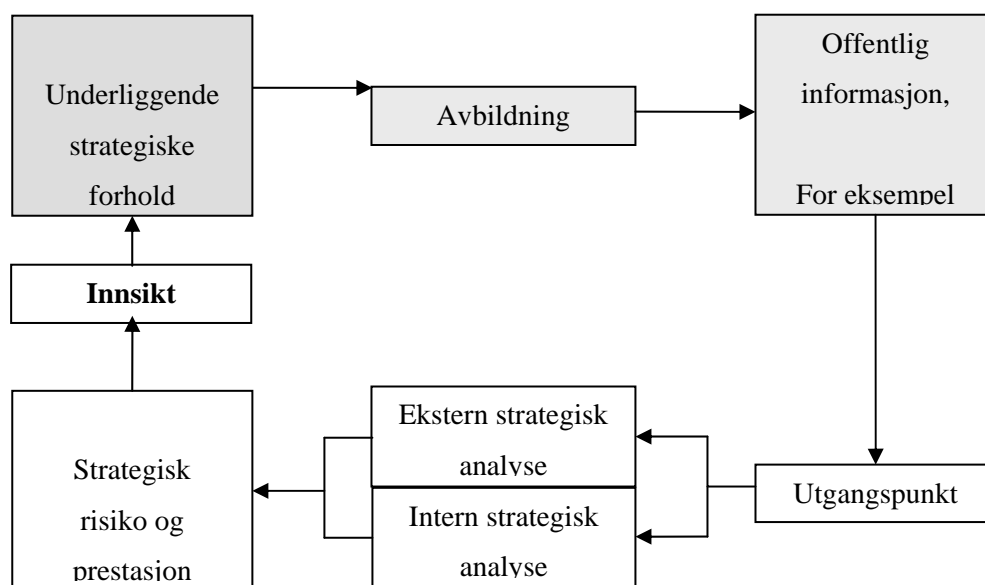 Underliggende
strategiske
forhold
Avbildning
Offentlig
informasjon,
For eksempel
Innsikt
Strategisk
risiko og
prestasjon
Ekstern strategisk
analyse
Intern strategisk
analyse
Utgangspunkt